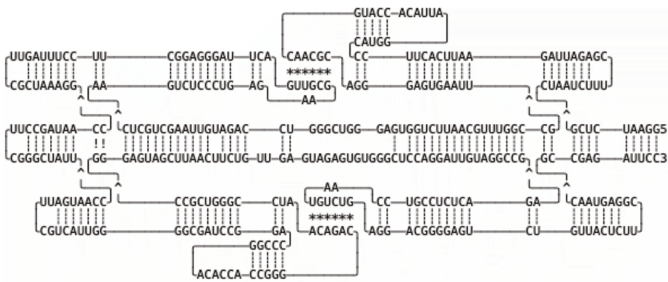 GUACC ACAUUA
CAUGG
UUGAUUUCC UU CGGAGGGAU UCA CAACGC CC UUCACUUAA GAUUAGAGC
******
CGCUAAAGG AA GUCUCCCUG AG GUUGCG AGG GAGUGAAUU CUAAUCUUU
AA
^ ^ ^ ^
UUCCGAUAA CC CUCGUCGAAUUGUAGAC CU GGGCUGG GAGUGGUCUUAACGUUUGGC CG GCUC UAAGG5
!!
CGGGCUAUU GG GAGUAGCUUAACUUCUG UU GA GUAGAGUGUGGGCUCCAGGAUUGUAGGCCG GC CGAG AUUCC3
^ ^ ^ ^
AA
UUAGUAACC CCGCUGGGC CUA UGUCUG CC UGCCUCUCA GA CAAUGAGGC
******
CGUCAUUGG GGCGAUCCG GA ACAGAC AGG ACGGGGAGU CU GUUACUCUU
GGCCC
ACACCA CCGGG